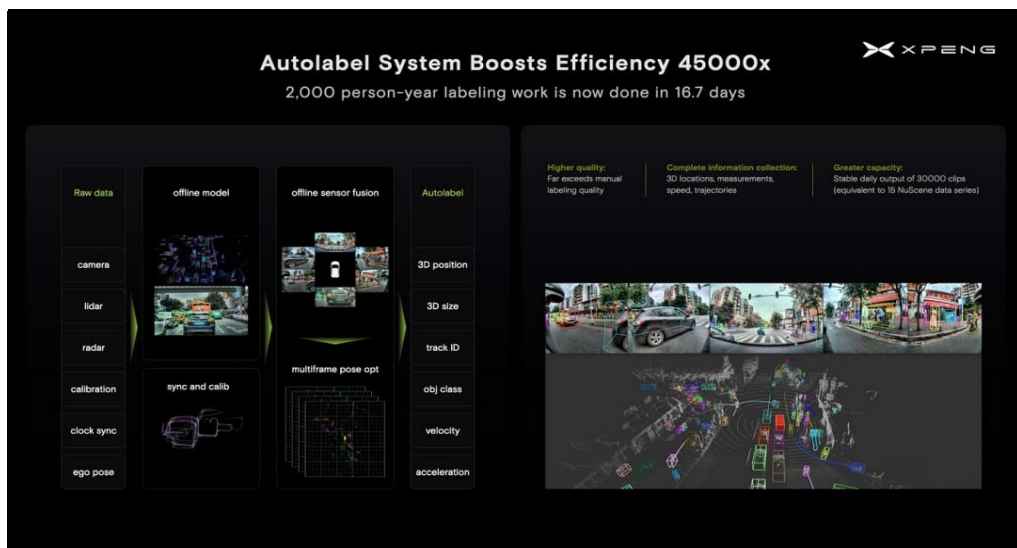 XPENG
Autolabel System Boosts Efficiency 45000x
2,000 person-year labeling work is now done in 16.7 days
Raw data
camera
lidar
radar
calibration
clock sync
ego pose
offline model
sync and calib
offline sensor fusion
multiframe pose opt
Autolabel
3D position
3D size
track ID
obj class
velocity
acceleration
Higher quality:
Far exceeds manual
labeling quality
Complete information collection:
3D locations, measurements,
speed, trajectories
Greater capacity:
Stable daily output of 30000 clips
(equivalent to 15 NuScene data series)